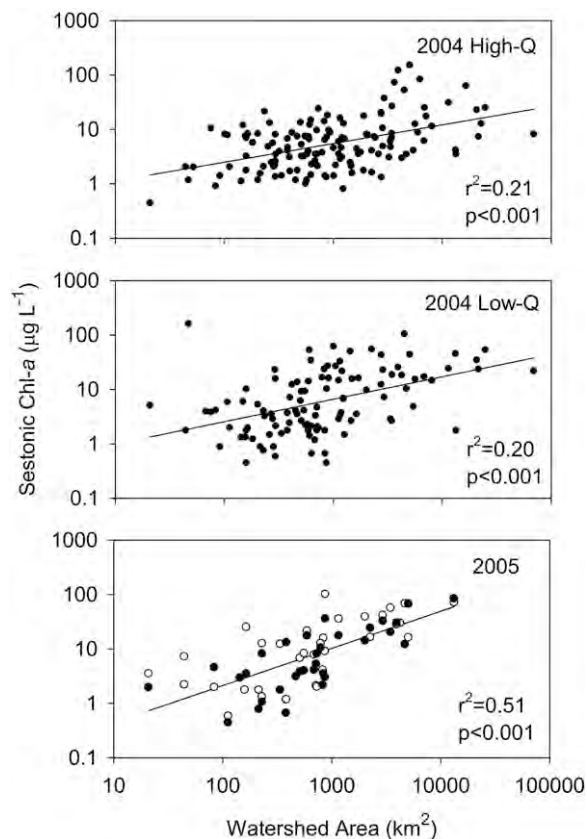 1000
100
10
1
0.1
2004 High-Q
r²=0.21
p<0.001
1000
100
10
1
0.1
2004 Low-Q
r²=0.20
p<0.001
Sestonic Chl-a (µg L⁻¹)
1000
100
10
1
0.1
2005
r²=0.51
p<0.001
10 100 1000 10000 100000
Watershed Area (km²)